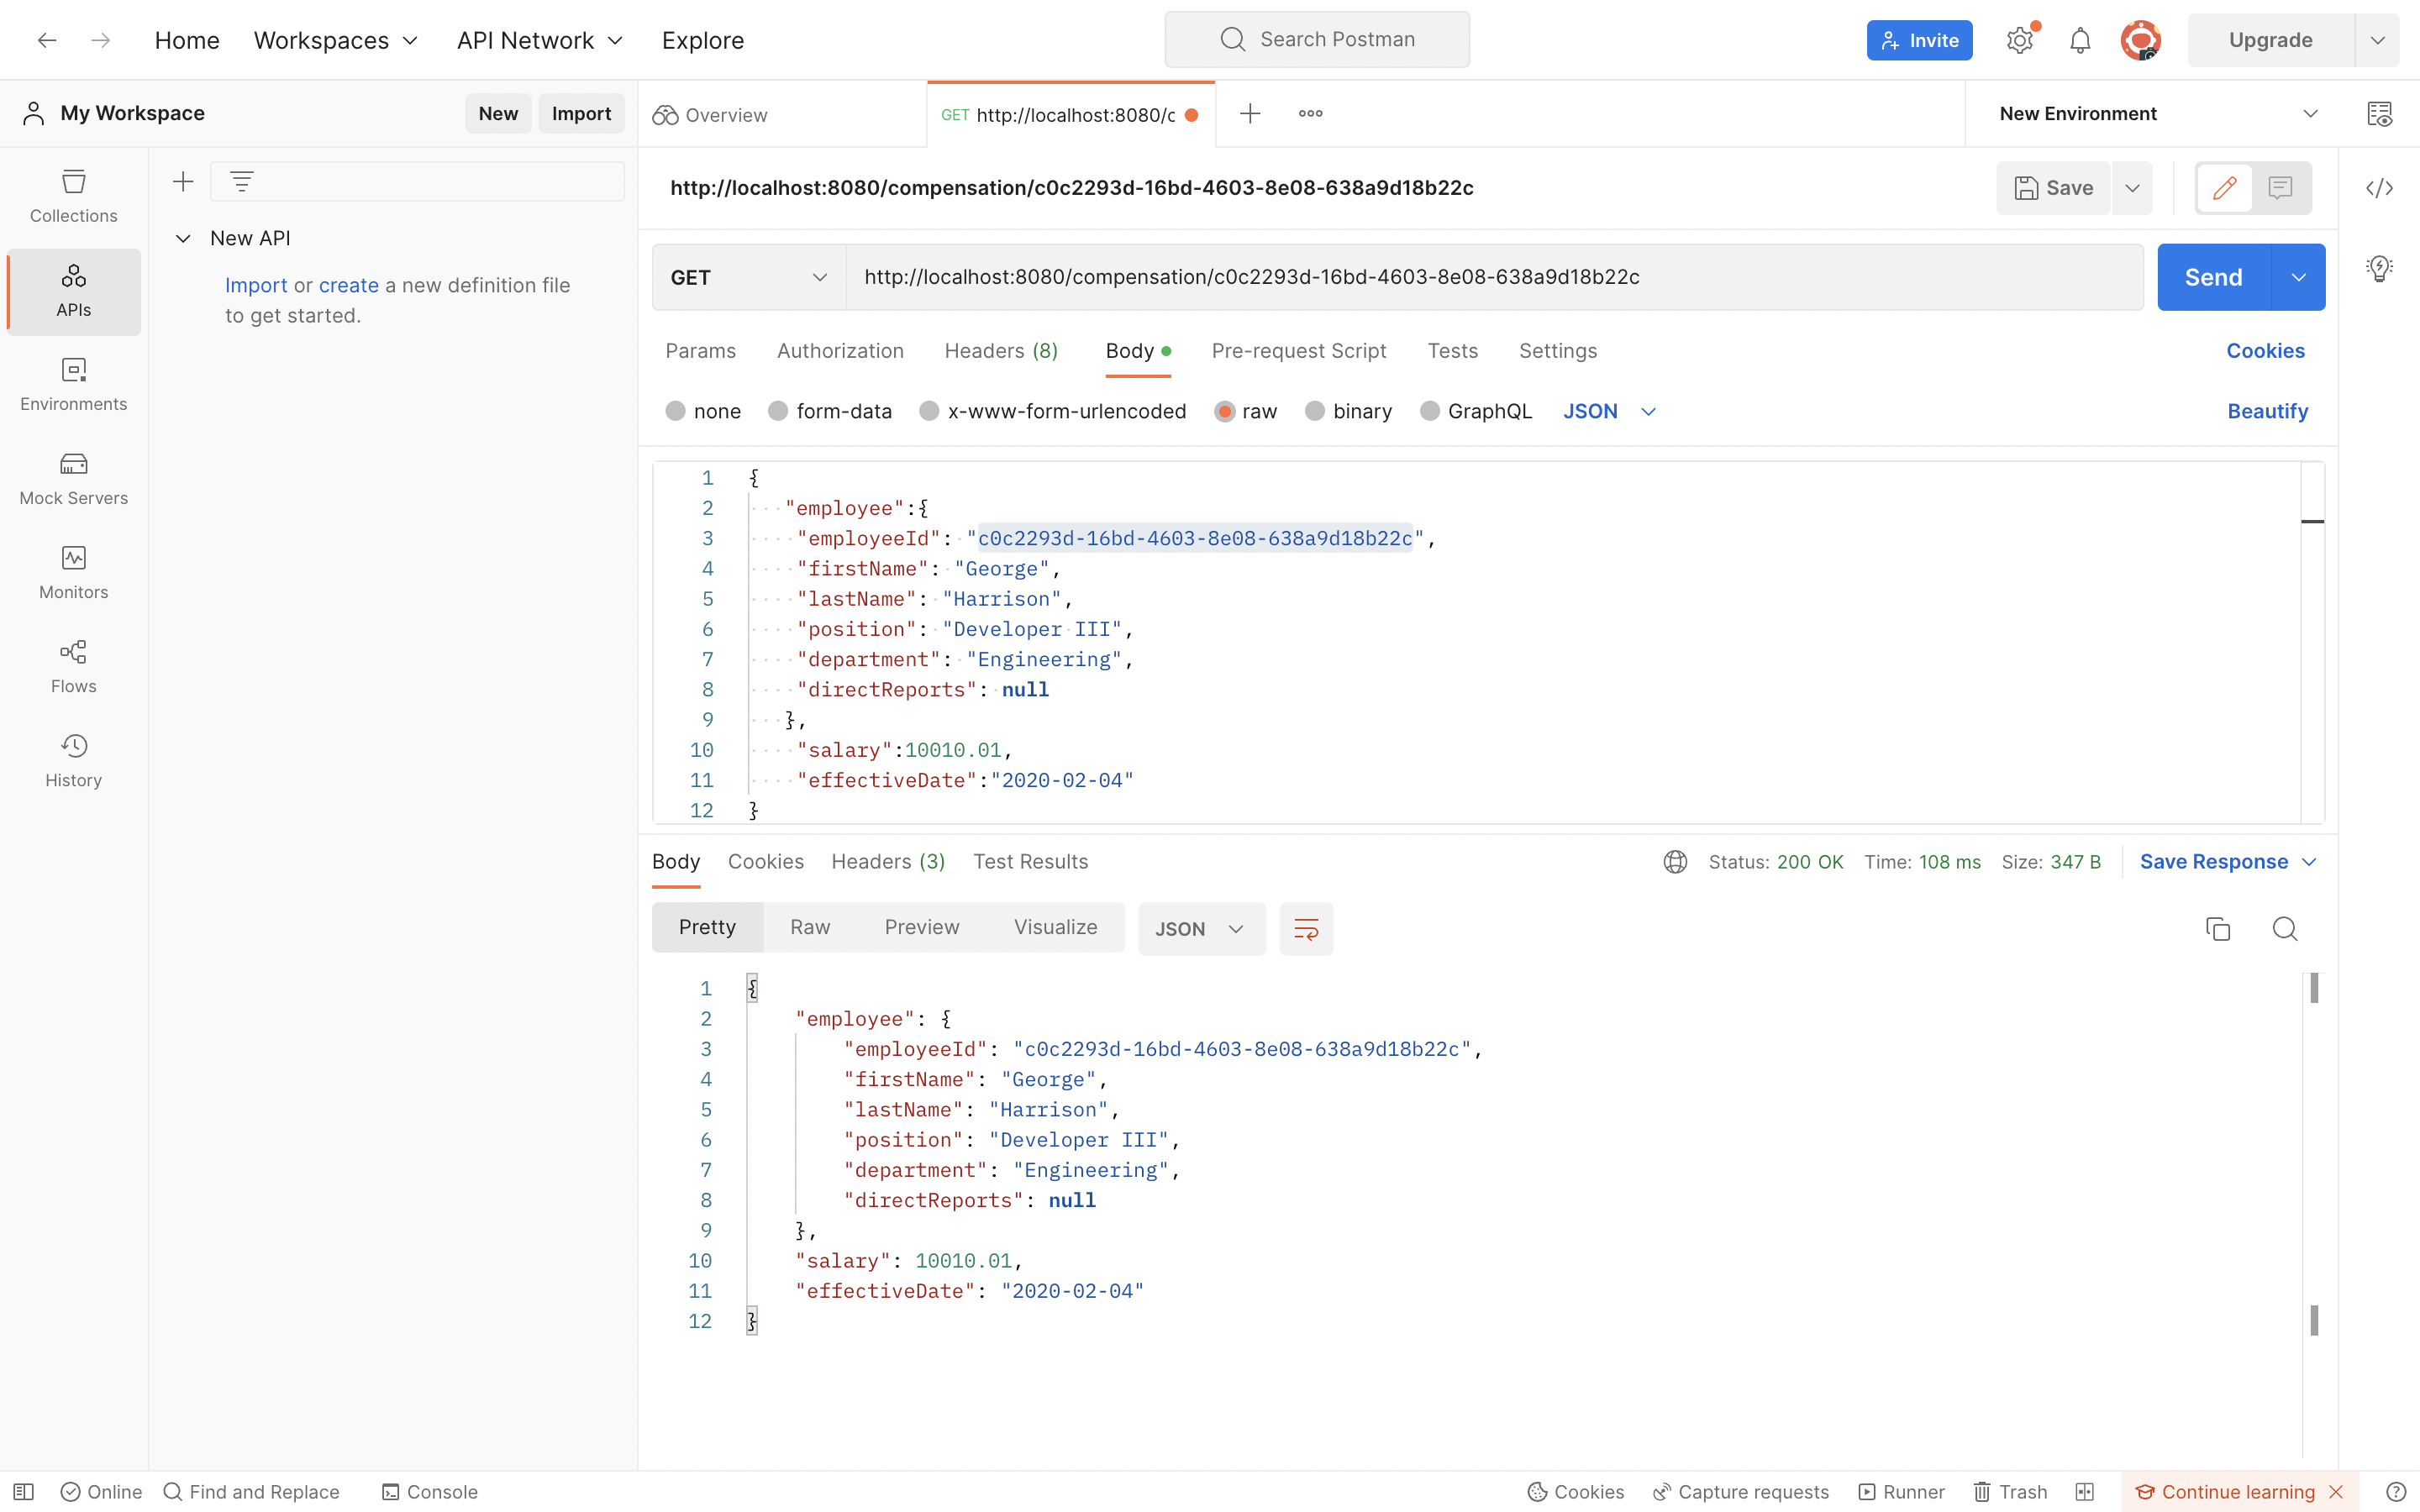 Home Workspaces API Network Explore Search Postman Invite Upgrade
My Workspace New Import Overview GET http://localhost:8080/c New Environment
Collections
APIs
Environments
Mock Servers
Monitors
Flows
History
New API
Import or create a new definition file
to get started.
http://localhost:8080/compensation/c0c2293d-16bd-4603-8e08-638a9d18b22c Save
GET http://localhost:8080/compensation/c0c2293d-16bd-4603-8e08-638a9d18b22c Send
Params Authorization Headers (8) Body Pre-request Script Tests Settings Cookies
none form-data x-www-form-urlencoded raw binary GraphQL JSON Beautify
1 {
2 "employee":{
3 "employeeId": "c0c2293d-16bd-4603-8e08-638a9d18b22c",
4 "firstName": "George",
5 "lastName": "Harrison",
6 "position": "Developer III",
7 "department": "Engineering",
8 "directReports": null
9 },
10 "salary":10010.01,
11 "effectiveDate":"2020-02-04"
12 }
Body Cookies Headers (3) Test Results Status: 200 OK Time: 108 ms Size: 347 B Save Response
Pretty Raw Preview Visualize JSON
1 {
2 "employee": {
3 "employeeId": "c0c2293d-16bd-4603-8e08-638a9d18b22c",
4 "firstName": "George",
5 "lastName": "Harrison",
6 "position": "Developer III",
7 "department": "Engineering",
8 "directReports": null
9 },
10 "salary": 10010.01,
11 "effectiveDate": "2020-02-04"
12 }
Online Find and Replace Console Cookies Capture requests Runner Trash Continue learning